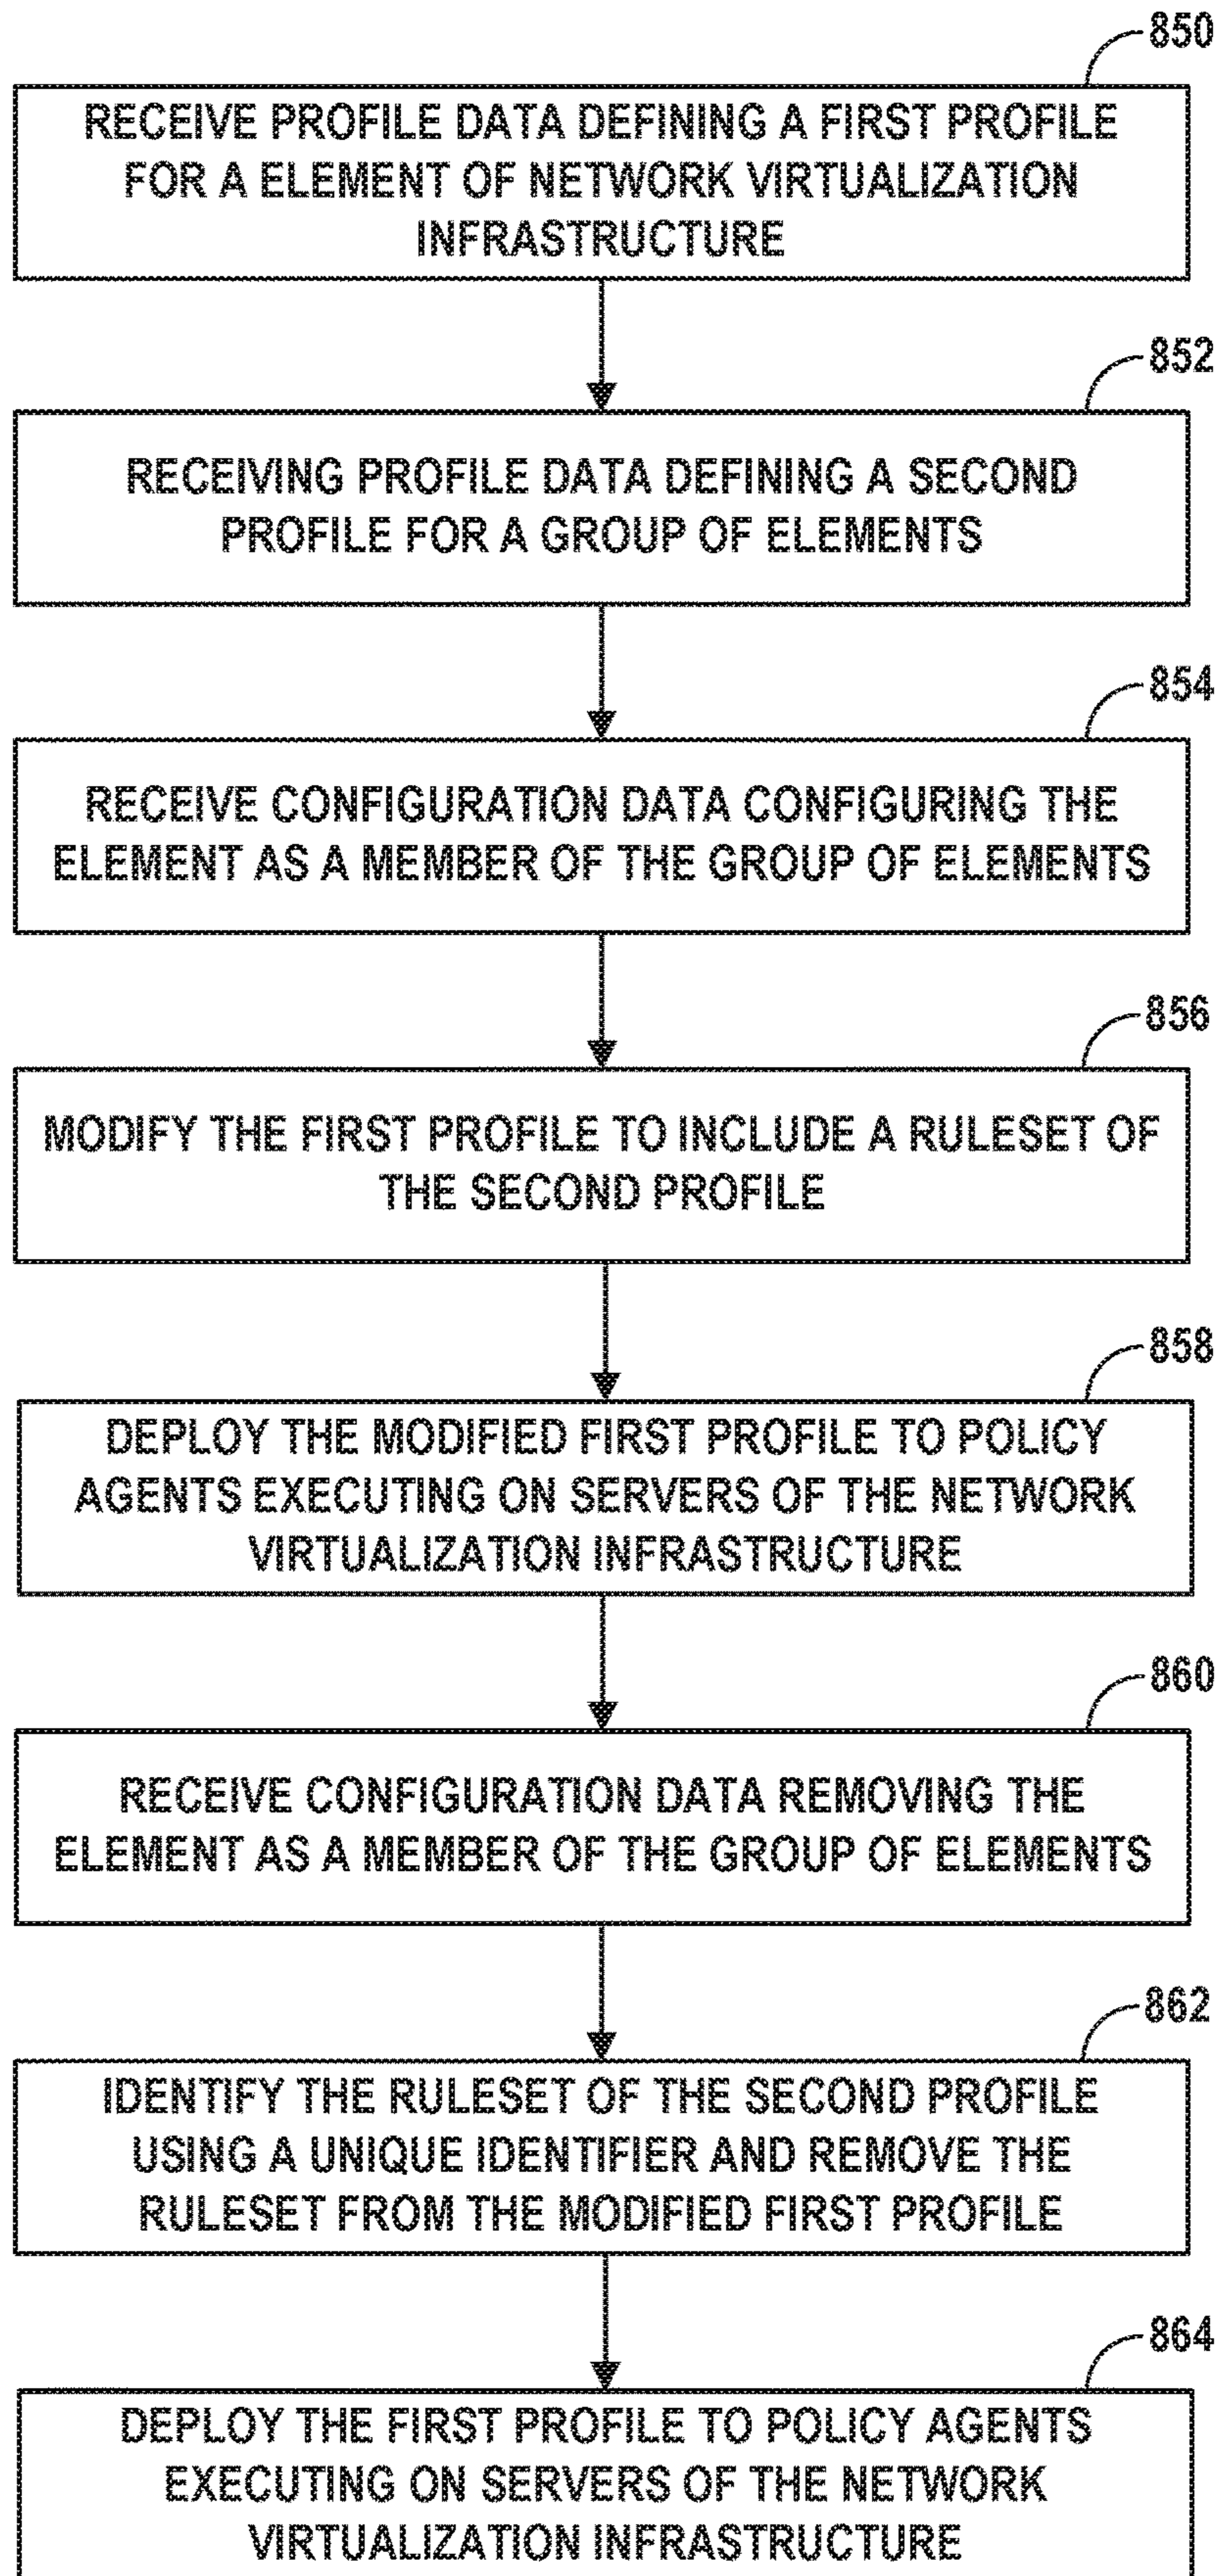 850
RECEIVE PROFILE DATA DEFINING A FIRST PROFILE
FOR A ELEMENT OF NETWORK VIRTUALIZATION
INFRASTRUCTURE
852
RECEIVING PROFILE DATA DEFINING A SECOND
PROFILE FOR A GROUP OF ELEMENTS
854
RECEIVE CONFIGURATION DATA CONFIGURING THE
ELEMENT AS A MEMBER OF THE GROUP OF ELEMENTS
856
MODIFY THE FIRST PROFILE TO INCLUDE A RULESET OF
THE SECOND PROFILE
858
DEPLOY THE MODIFIED FIRST PROFILE TO POLICY
AGENTS EXECUTING ON SERVERS OF THE NETWORK
VIRTUALIZATION INFRASTRUCTURE
860
RECEIVE CONFIGURATION DATA REMOVING THE
ELEMENT AS A MEMBER OF THE GROUP OF ELEMENTS
862
IDENTIFY THE RULESET OF THE SECOND PROFILE
USING A UNIQUE IDENTIFIER AND REMOVE THE
RULESET FROM THE MODIFIED FIRST PROFILE
864
DEPLOY THE FIRST PROFILE TO POLICY AGENTS
EXECUTING ON SERVERS OF THE NETWORK
VIRTUALIZATION INFRASTRUCTURE